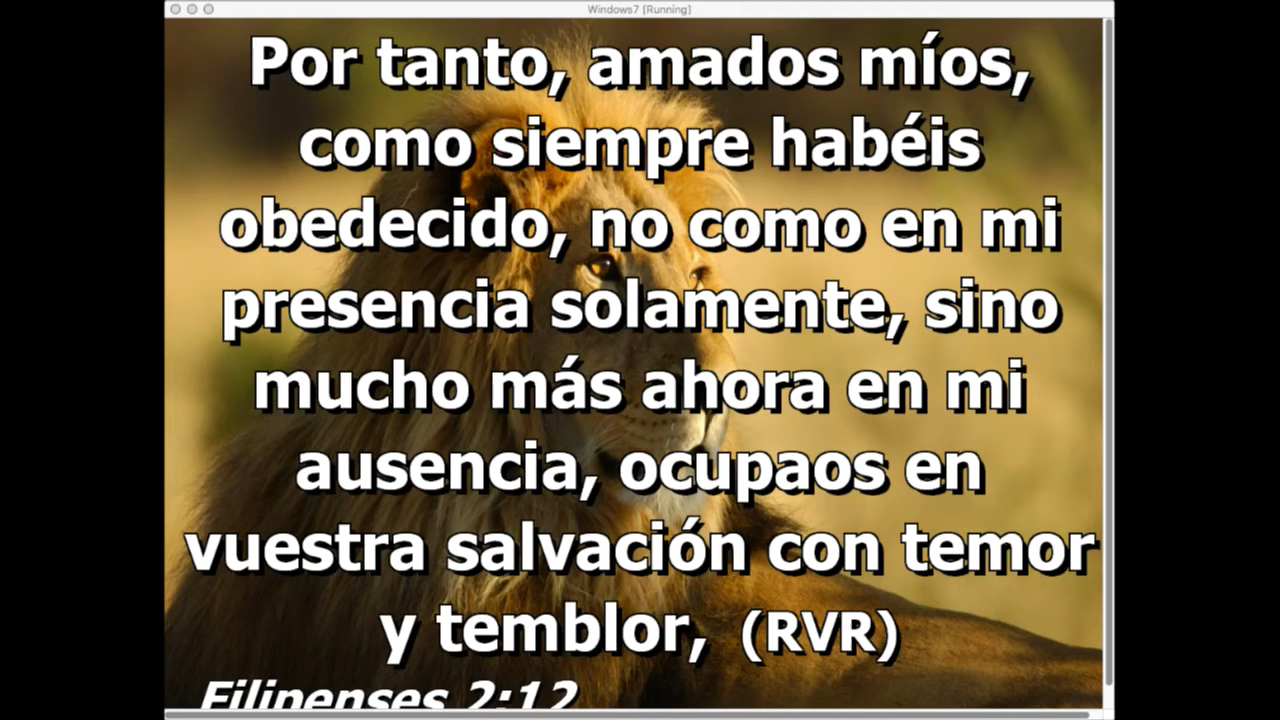 Windows7 [Running]
Por tanto, amados míos,
como siempre habéis
obedecido, no como en mi
presencia solamente, sino
mucho más ahora en mi
ausencia, ocupaos en
vuestra salvación con temor
y temblor, (RVR)
Filipenses 2:12